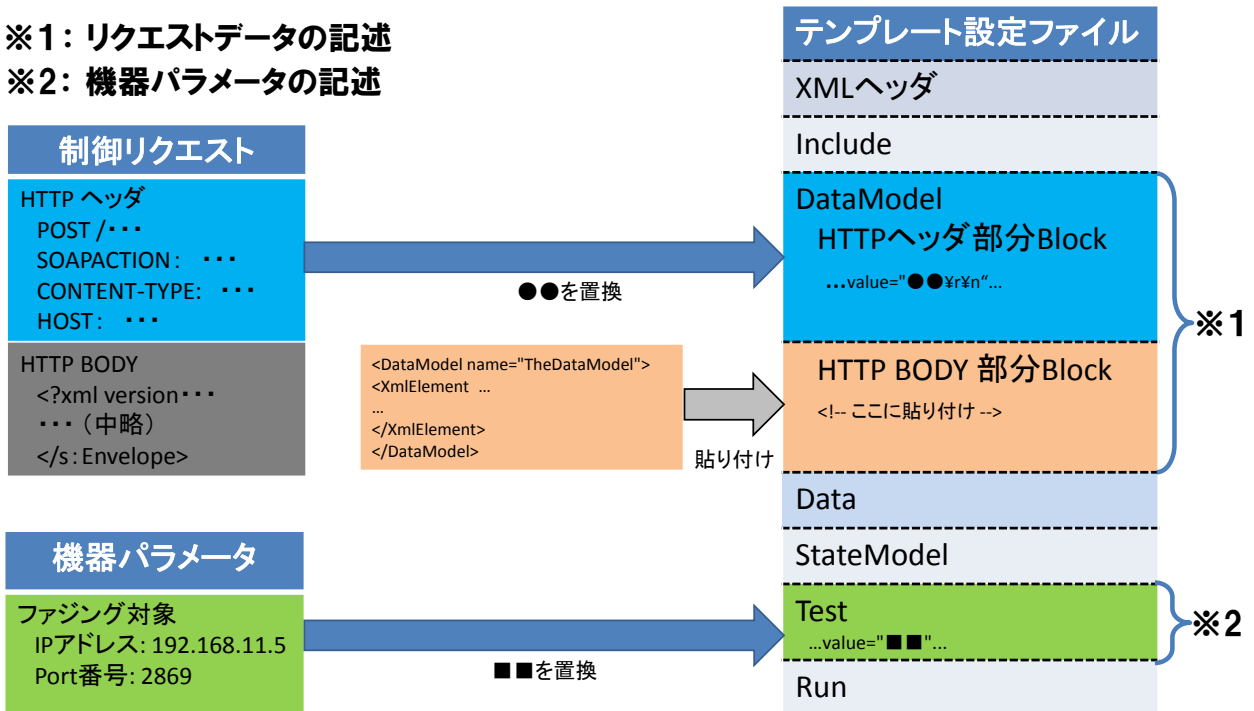 ※1: リクエストデータの記述
※2: 機器パラメータの記述
制御リクエスト
HTTP ヘッダ
POST /･･･
SOAPACTION: ･･･
CONTENT-TYPE: ･･･
HOST: ･･･
HTTP BODY
<?xml version･･･
･･･（中略）
</s:Envelope>
●●を置換
<DataModel name="TheDataModel">
<XmlElement …
…
</XmlElement>
</DataModel>
貼り付け
機器パラメータ
ファジング対象
IPアドレス: 192.168.11.5
Port番号: 2869
■■を置換
テンプレート設定ファイル
XMLヘッダ
Include
DataModel
HTTPヘッダ部分Block
…value="●●¥r¥n“…
HTTP BODY 部分Block
<!-- ここに貼り付け -->
※1
Data
StateModel
Test
…value="■■"…
※2
Run